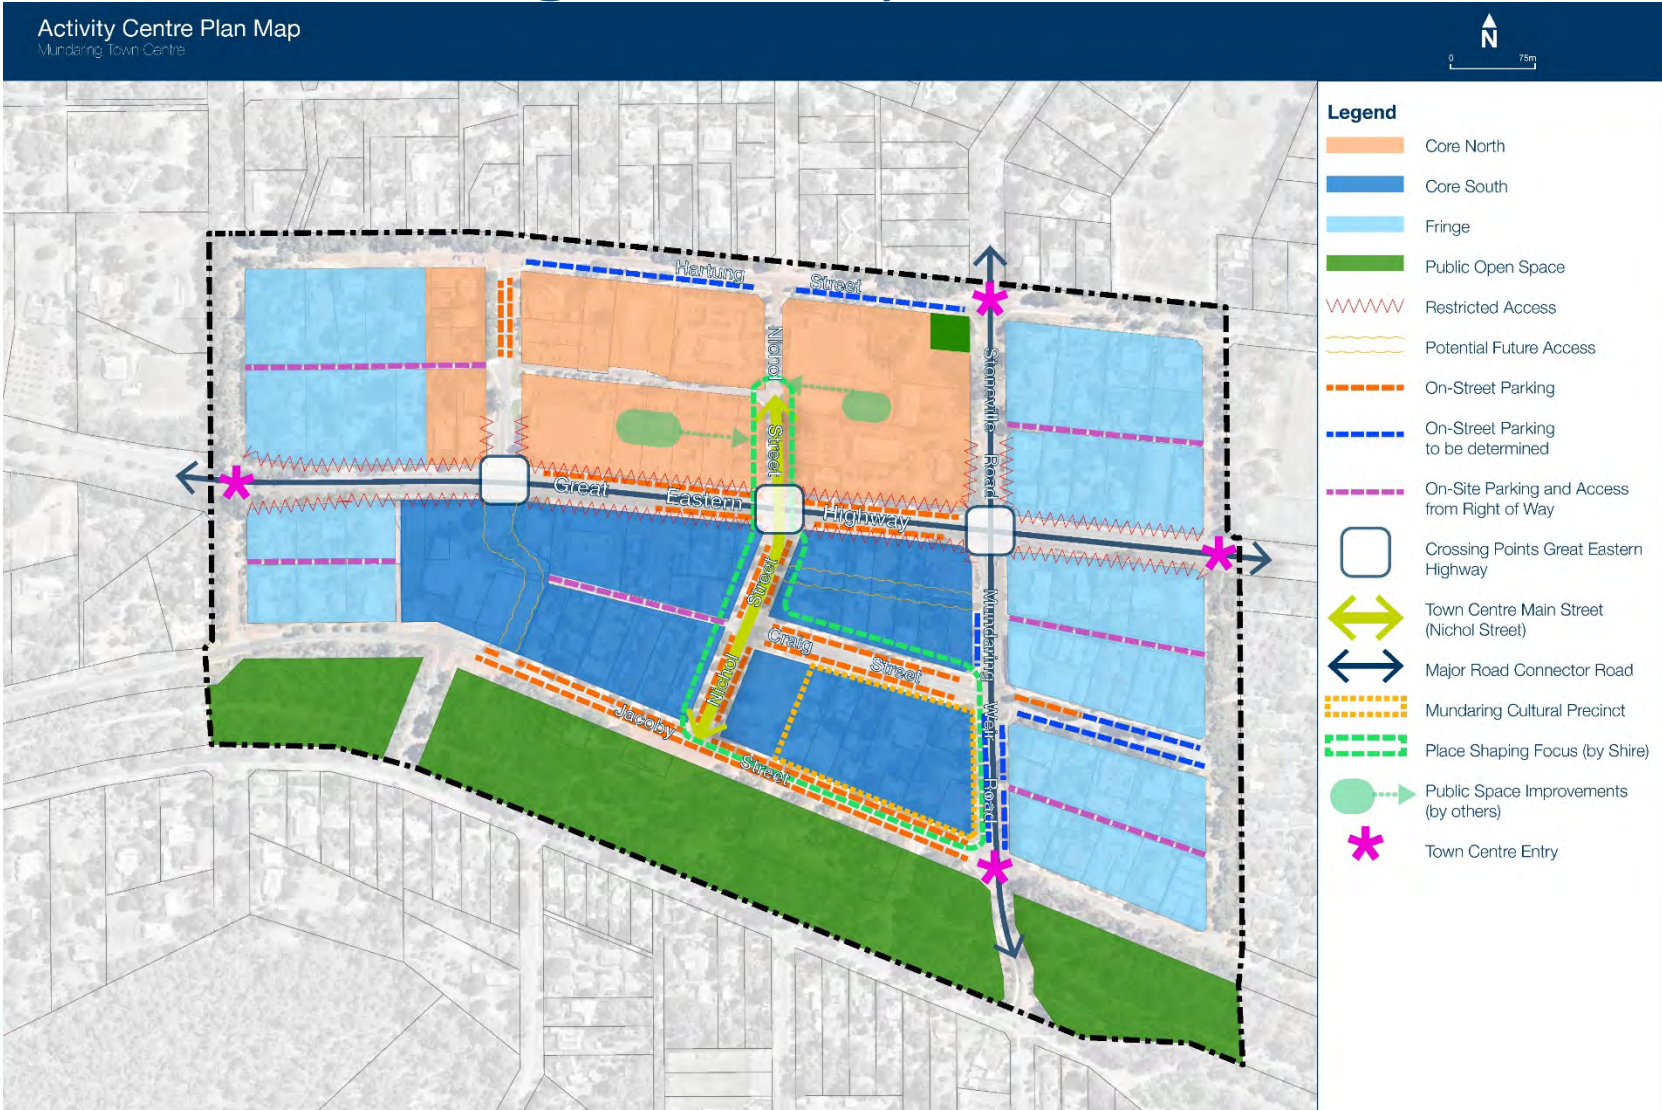 Activity Centre Plan Map
Mundaring Town Centre
N
0 75m
Legend
Core North
Core South
Fringe
Public Open Space
Restricted Access
Potential Future Access
On-Street Parking
On-Street Parking
to be determined
On-Site Parking and Access
from Right of Way
Crossing Points Great Eastern
Highway
Town Centre Main Street
(Nichol Street)
Major Road Connector Road
Mundaring Cultural Precinct
Place Shaping Focus (by Shire)
Public Space Improvements
(by others)
Town Centre Entry
Hartung Street
Nichol Street
Stoneville Road
Great Eastern Highway
Nichol Street
Craig Street
Mundaring Weir Road
Jacoby Street